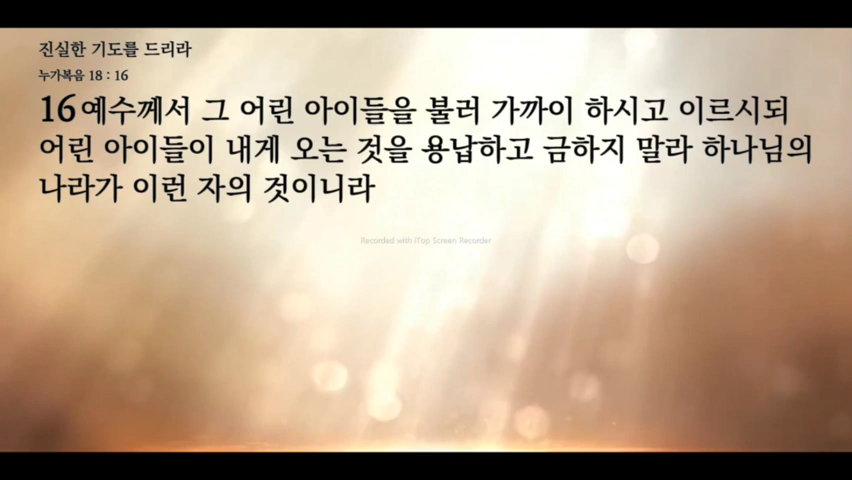 진실한 기도를 드리라
누가복음 18 : 16
16 예수께서 그 어린 아이들을 불러 가까이 하시고 이르시되
어린 아이들이 내게 오는 것을 용납하고 금하지 말라 하나님의
나라가 이런 자의 것이니라
Recorded with iTop Screen Recorder